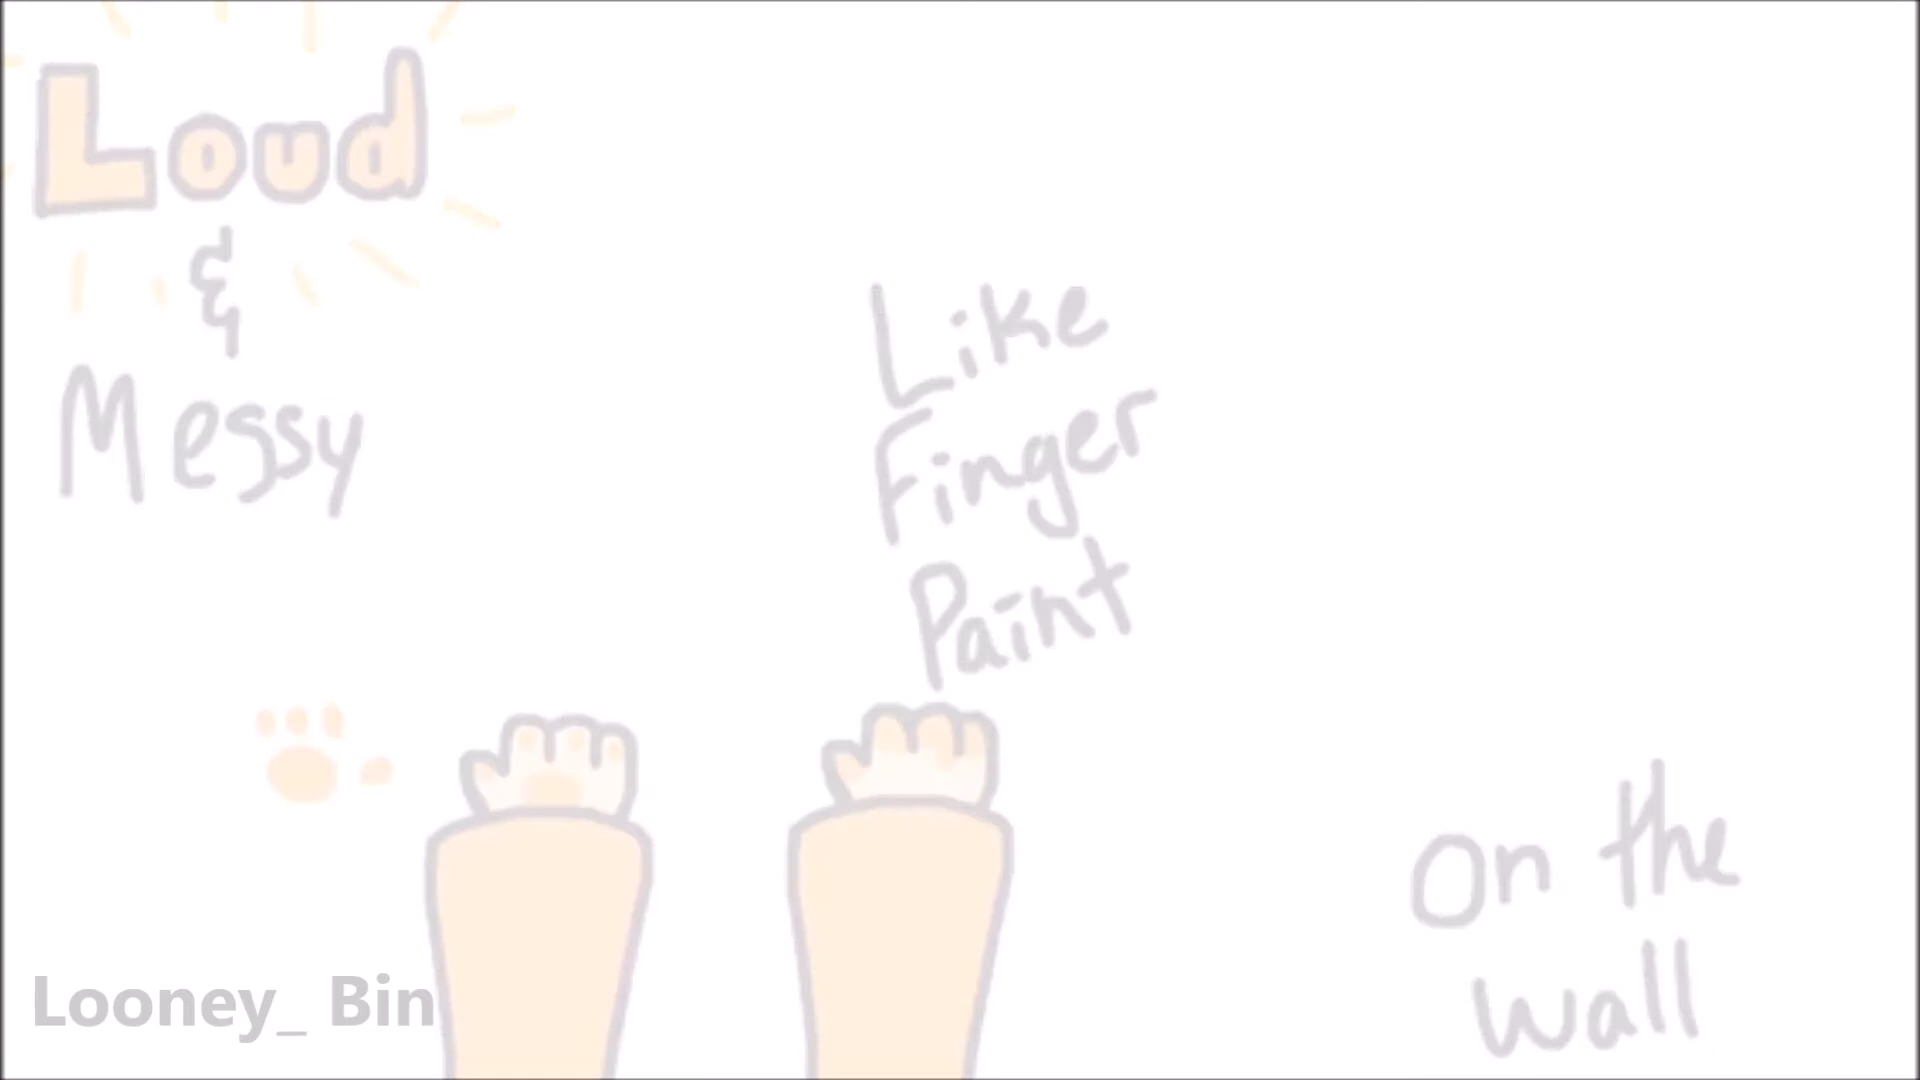 Loud
&
Messy
Like
Finger
Paint
on the
wall
Looney_ Bin